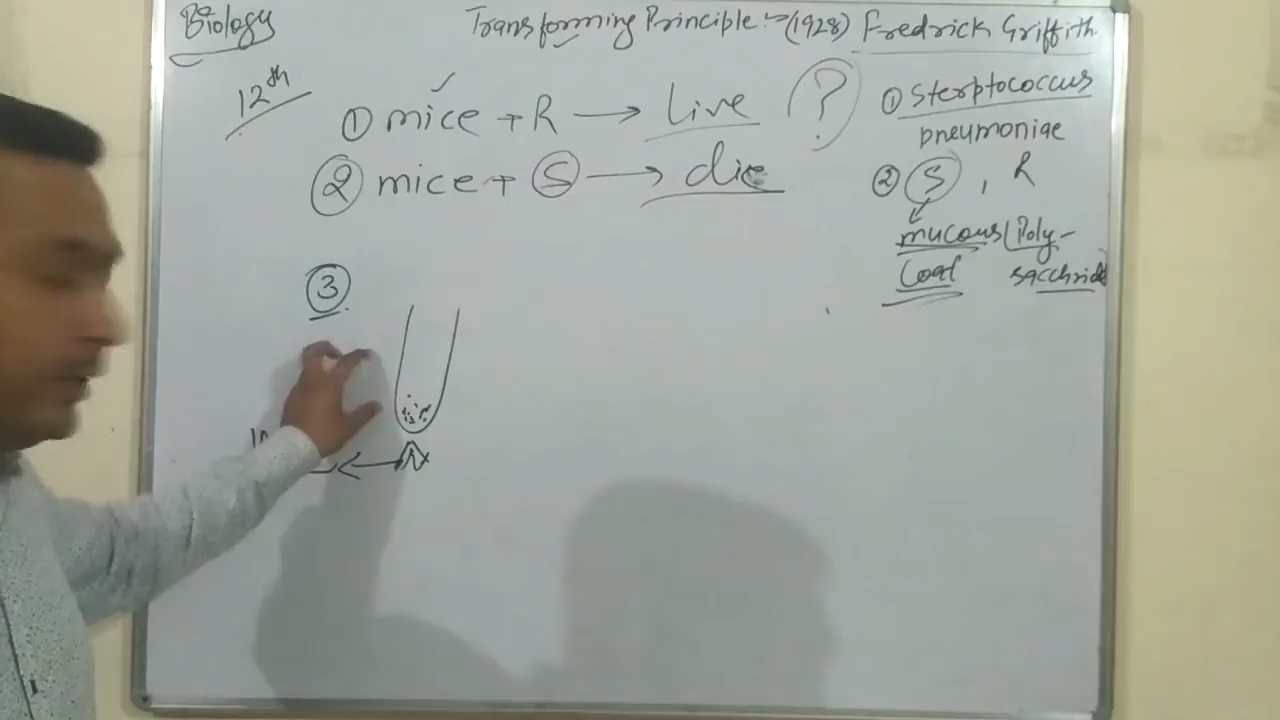 Biology
Transforming Principle :- (1928) Fredrick Griffith
12th
① mice + R → Live
?
② mice + Ⓢ → die
③
① Sterptococcus
pneumoniae
② Ⓢ, R
mucous/Poly-
Coat saccharide